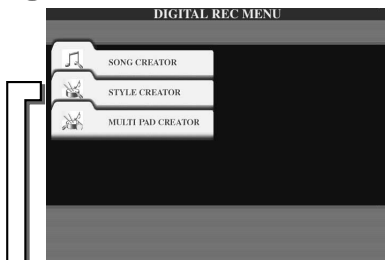 DIGITAL REC MENU
SONG CREATOR
STYLE CREATOR
MULTI PAD CREATOR